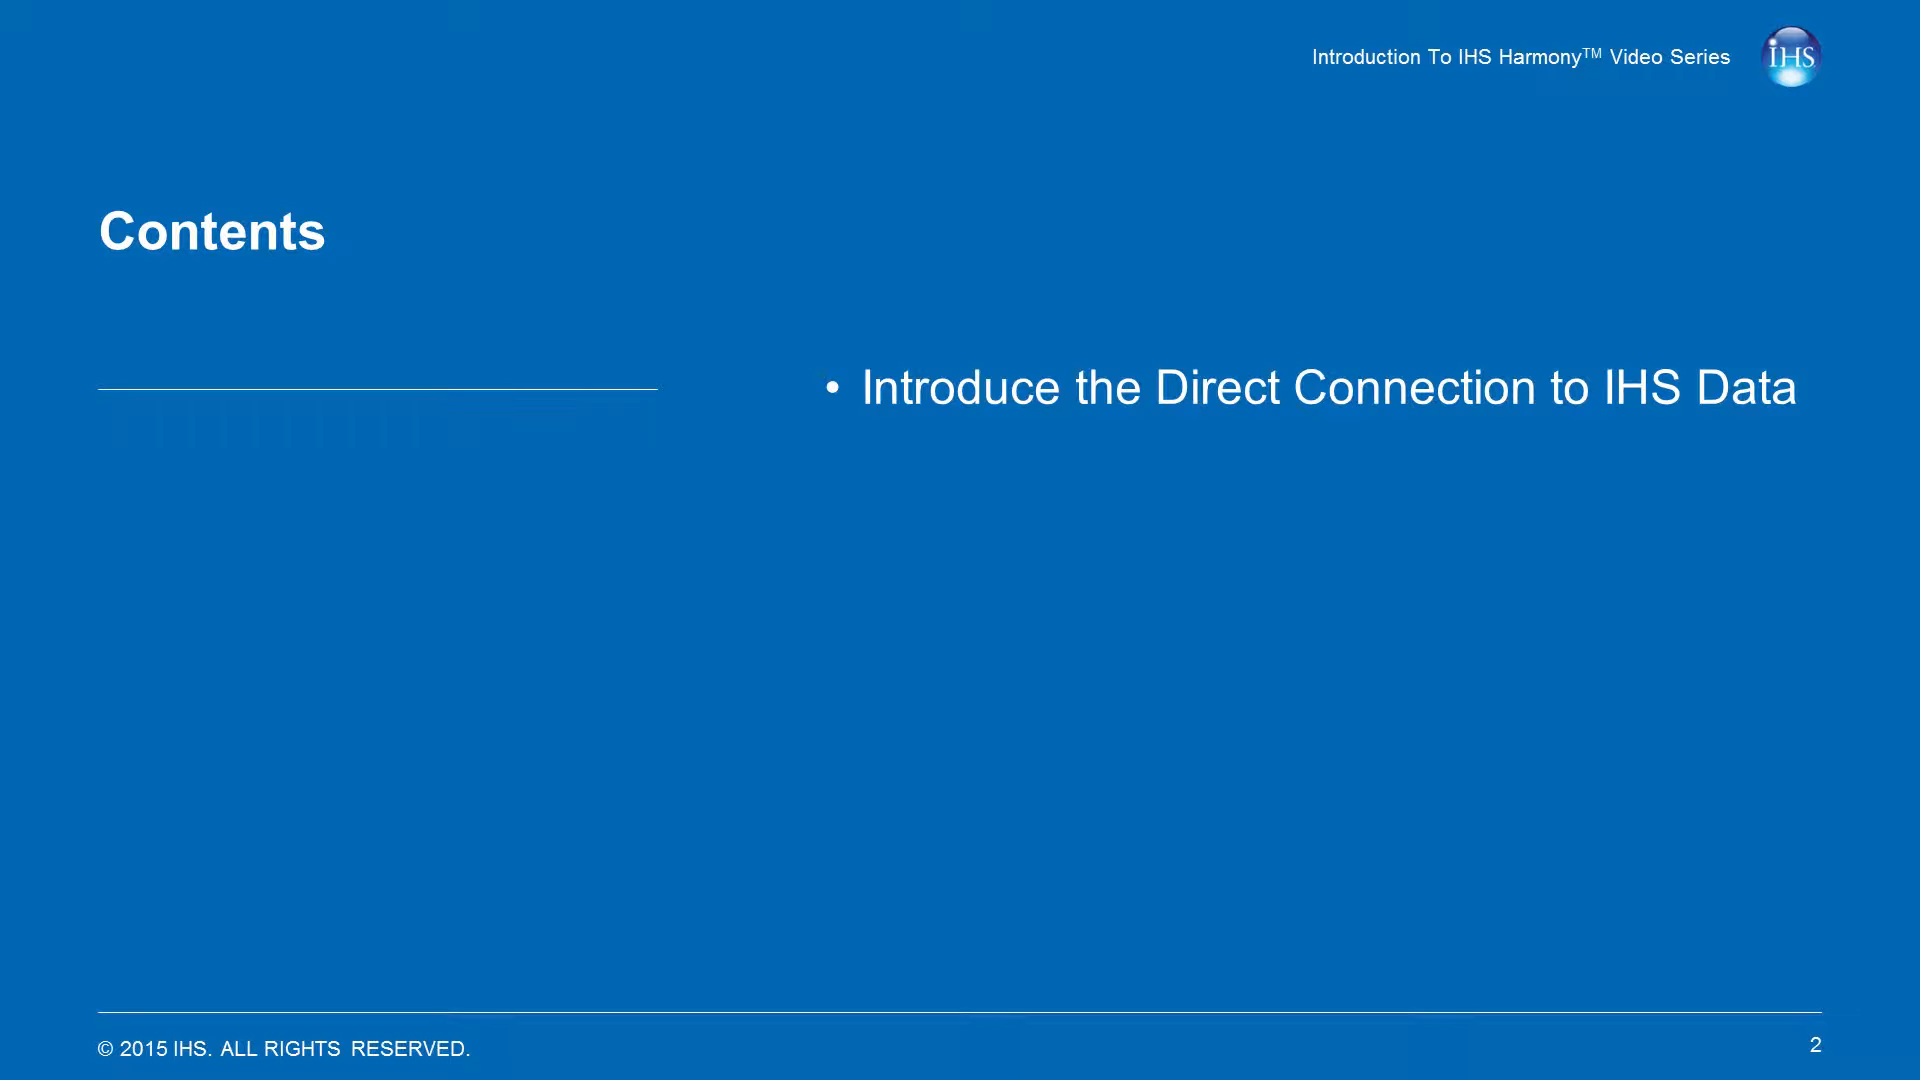 Introduction To IHS Harmony™ Video Series
IHS
Contents
• Introduce the Direct Connection to IHS Data
© 2015 IHS. ALL RIGHTS RESERVED.
2